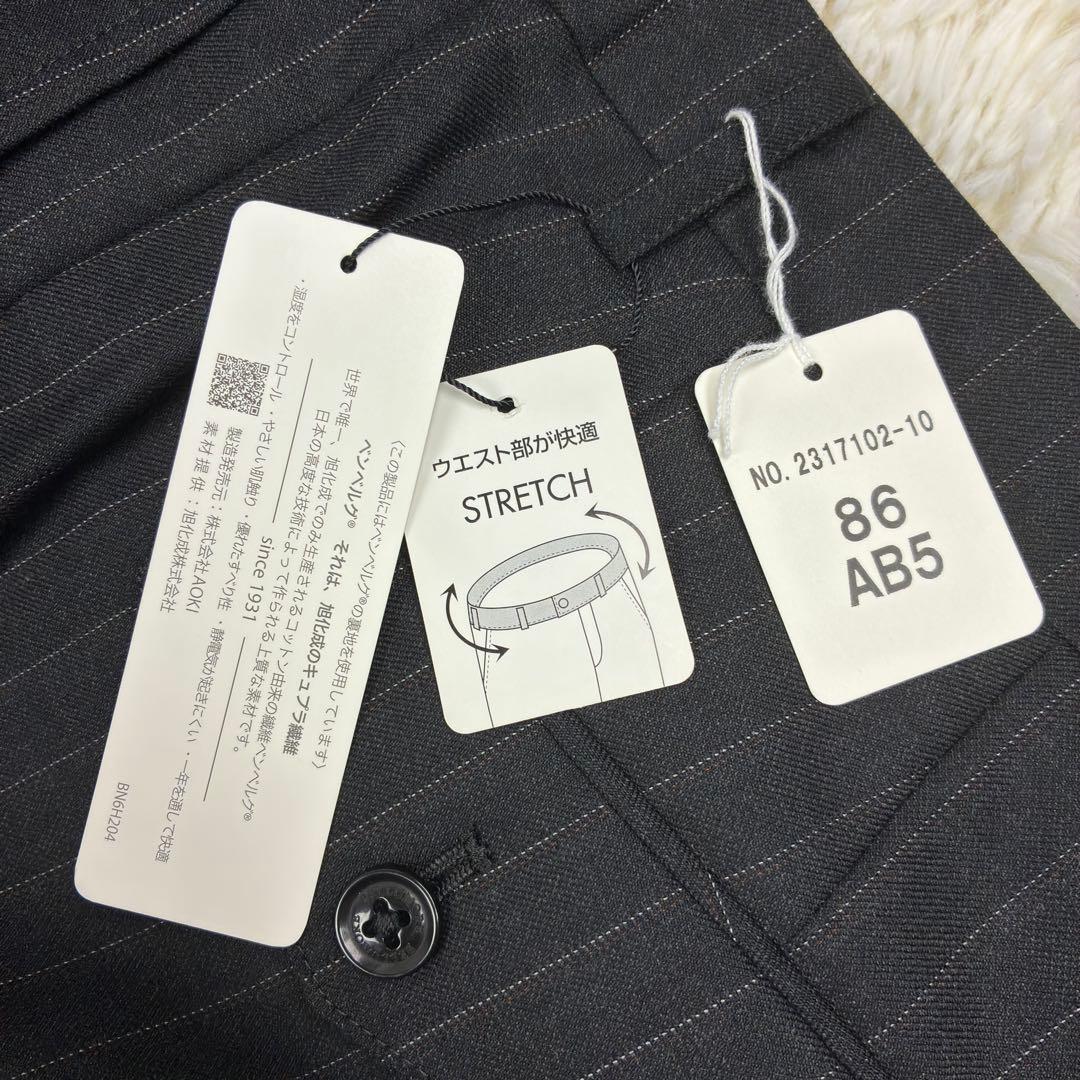 〈この製品にはベンベルグ®の裏地を使用しています〉
ベンベルグ® それは、旭化成のキュプラ繊維
世界で唯一、旭化成でのみ生産されるコットン由来の繊維ベンベルグ®
日本の高度な技術によって作られる上質な素材です。
since 1931
・湿度をコントロール ・やさしい肌触り ・優れたすべり性 ・静電気が起きにくい ・一年を通して快適
製造発売元:株式会社AOKI
素材提供:旭化成株式会社
BN6H204
ウエスト部が快適
STRETCH
NO. 2317102-10
86
AB5